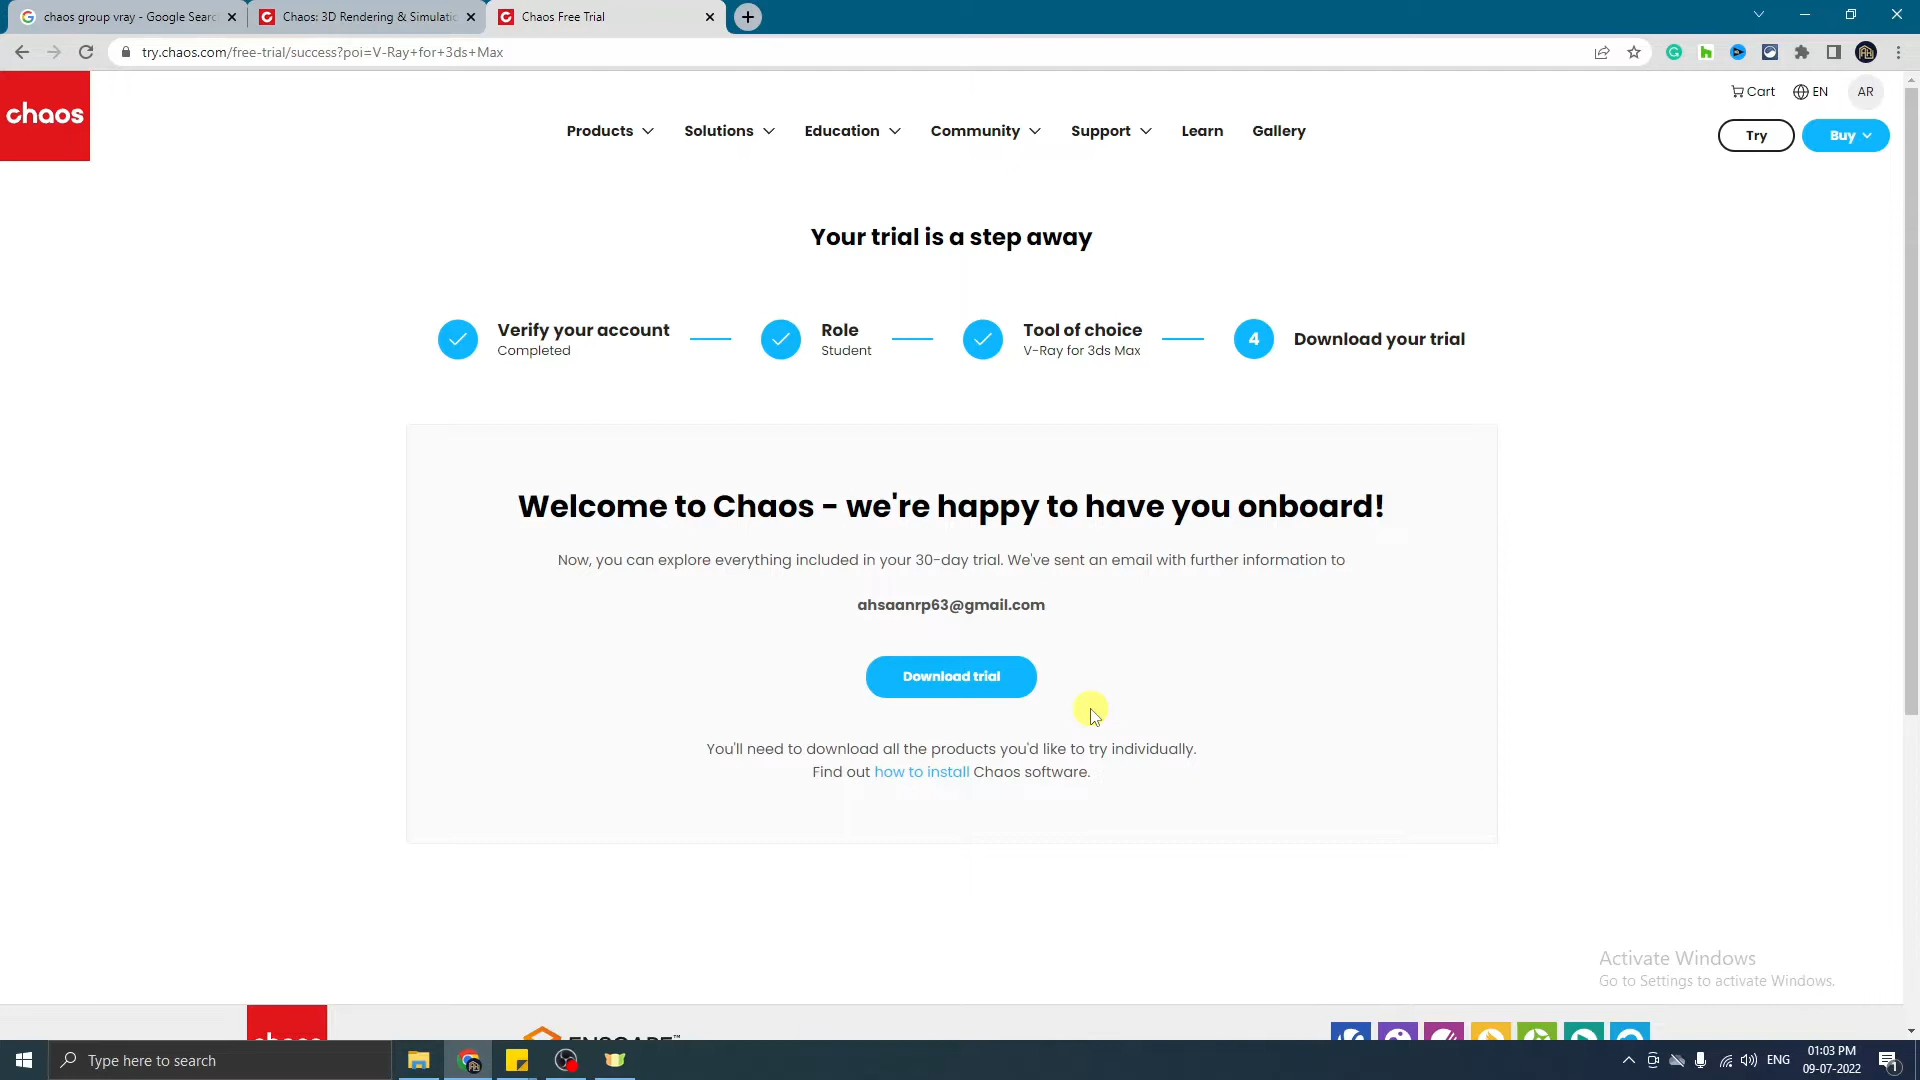 chaos group vray - Google Searc
Chaos: 3D Rendering & Simulatio
Chaos Free Trial
try.chaos.com/free-trial/success?poi=V-Ray+for+3ds+Max
chaos
Cart
EN
AR
Products
Solutions
Education
Community
Support
Learn
Gallery
Try
Buy
Your trial is a step away
Verify your account
Completed
Role
Student
Tool of choice
V-Ray for 3ds Max
4
Download your trial
Welcome to Chaos - we're happy to have you onboard!
Now, you can explore everything included in your 30-day trial. We've sent an email with further information to
ahsaanrp63@gmail.com
Download trial
You'll need to download all the products you'd like to try individually.
Find out how to install Chaos software.
Activate Windows
Go to Settings to activate Windows.
chaos
ENSCAPE™
Type here to search
ENG
01:03 PM
09-07-2022
1